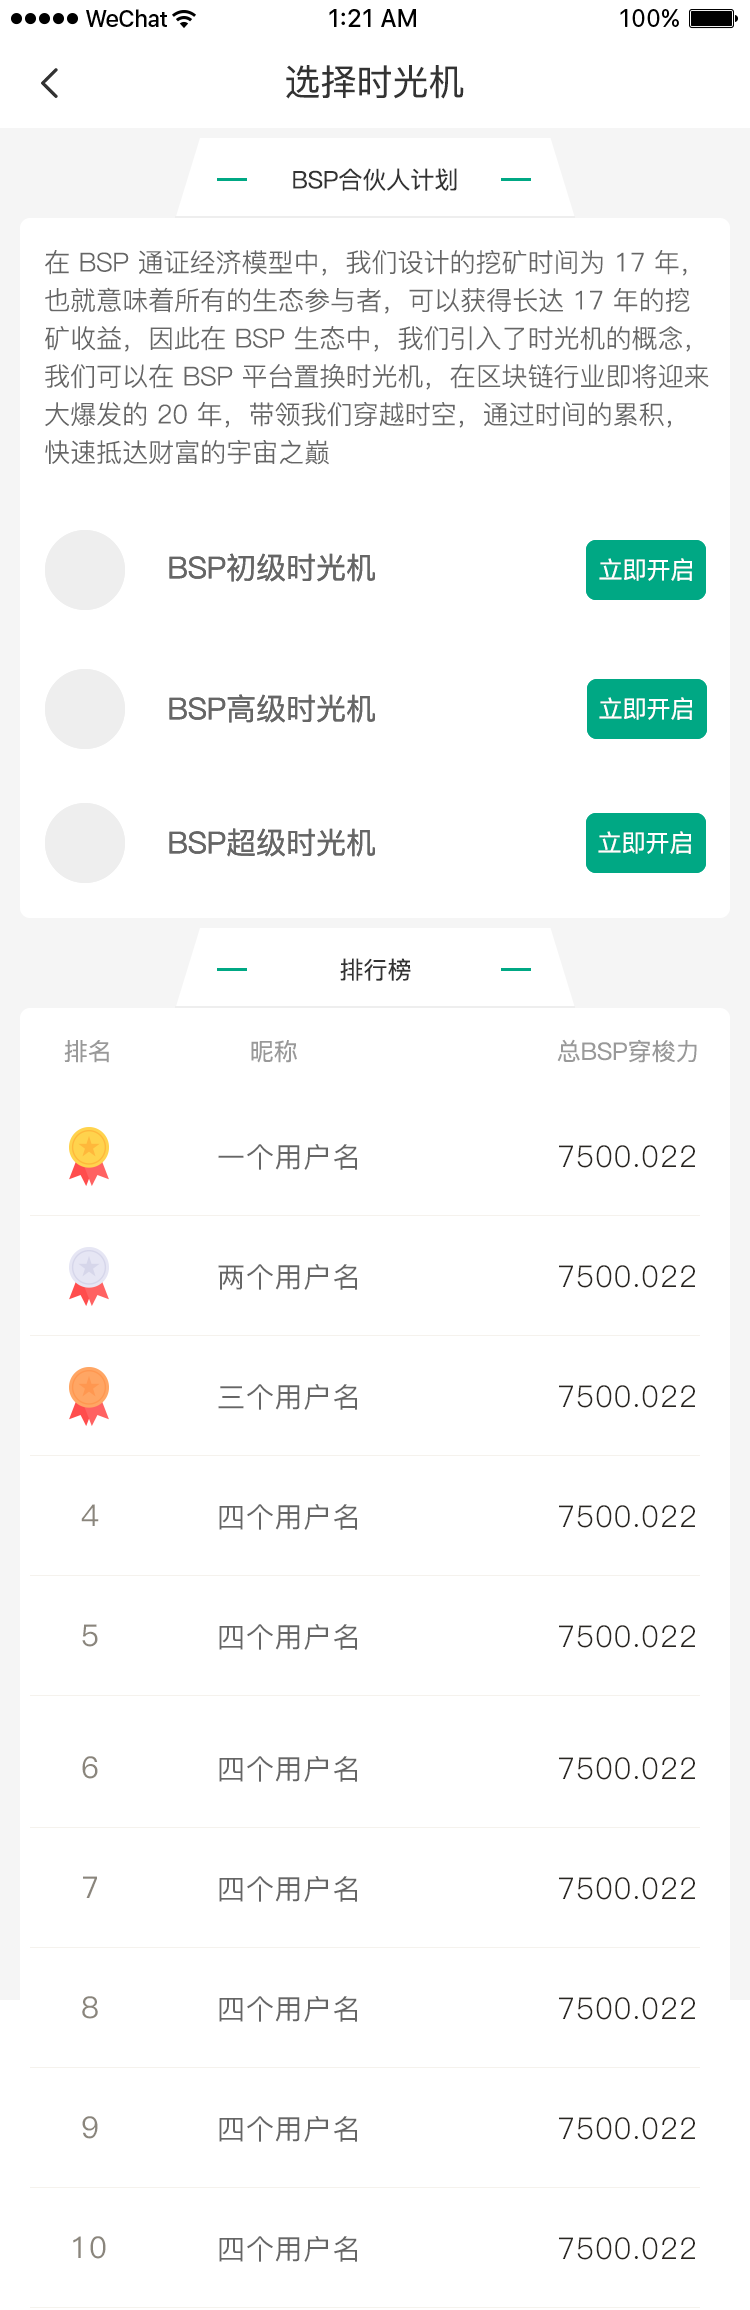 WeChat 1:21 AM 100%
选择时光机
BSP合伙人计划
在 BSP 通证经济模型中，我们设计的挖矿时间为 17 年，
也就意味着所有的生态参与者，可以获得长达 17 年的挖
矿收益，因此在 BSP 生态中，我们引入了时光机的概念，
我们可以在 BSP 平台置换时光机，在区块链行业即将迎来
大爆发的 20 年，带领我们穿越时空，通过时间的累积，
快速抵达财富的宇宙之巅
BSP初级时光机 立即开启
BSP高级时光机 立即开启
BSP超级时光机 立即开启
排行榜
排名 昵称 总BSP穿梭力
一个用户名 7500.022
两个用户名 7500.022
三个用户名 7500.022
4 四个用户名 7500.022
5 四个用户名 7500.022
6 四个用户名 7500.022
7 四个用户名 7500.022
8 四个用户名 7500.022
9 四个用户名 7500.022
10 四个用户名 7500.022